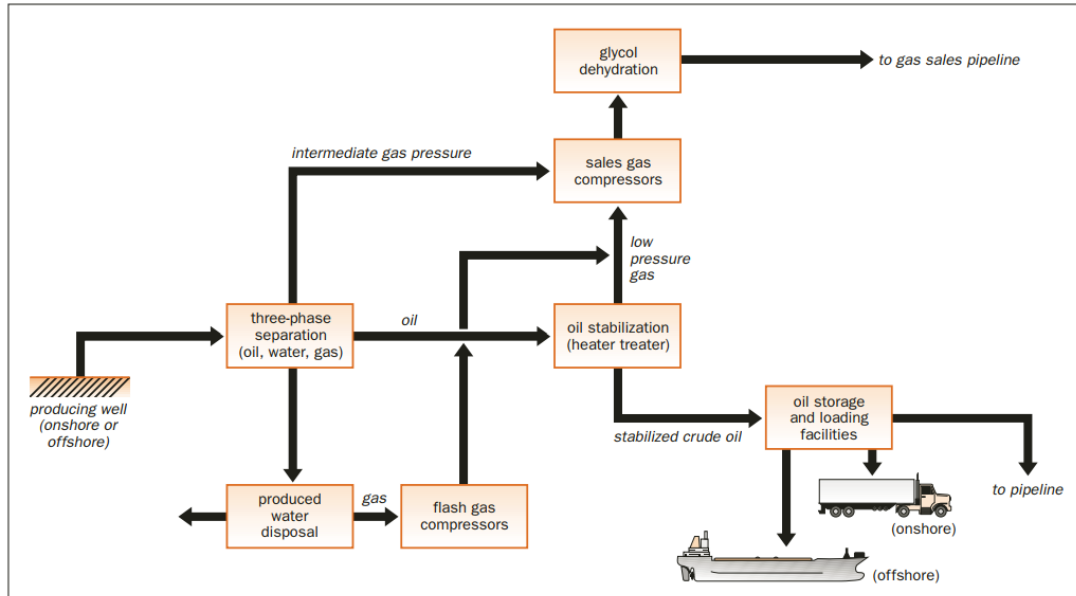 glycol
dehydration
to gas sales pipeline
intermediate gas pressure
sales gas
compressors
low
pressure
gas
three-phase
separation
(oil, water, gas)
oil
oil stabilization
(heater treater)
producing well
(onshore or
offshore)
oil storage
and loading
facilities
stabilized crude oil
produced
water
disposal
gas
flash gas
compressors
to pipeline
(onshore)
(offshore)